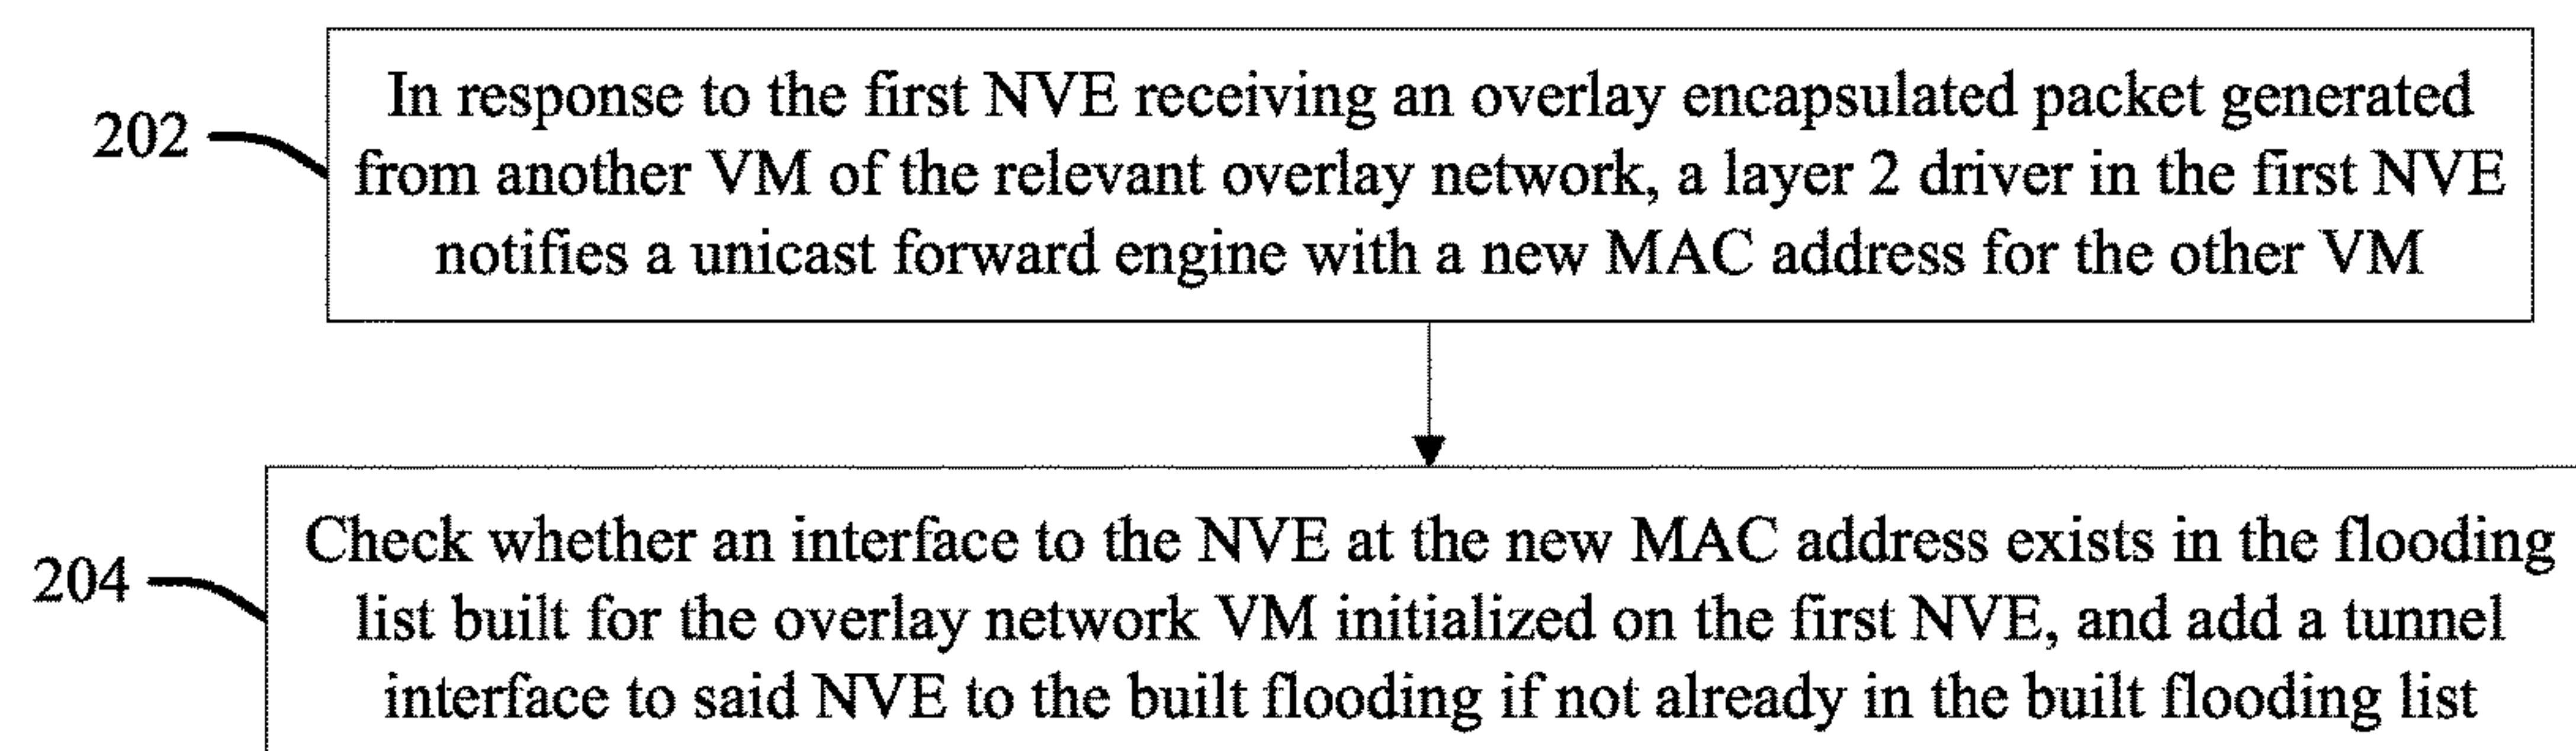 202
In response to the first NVE receiving an overlay encapsulated packet generated
from another VM of the relevant overlay network, a layer 2 driver in the first NVE
notifies a unicast forward engine with a new MAC address for the other VM
204
Check whether an interface to the NVE at the new MAC address exists in the flooding
list built for the overlay network VM initialized on the first NVE, and add a tunnel
interface to said NVE to the built flooding if not already in the built flooding list